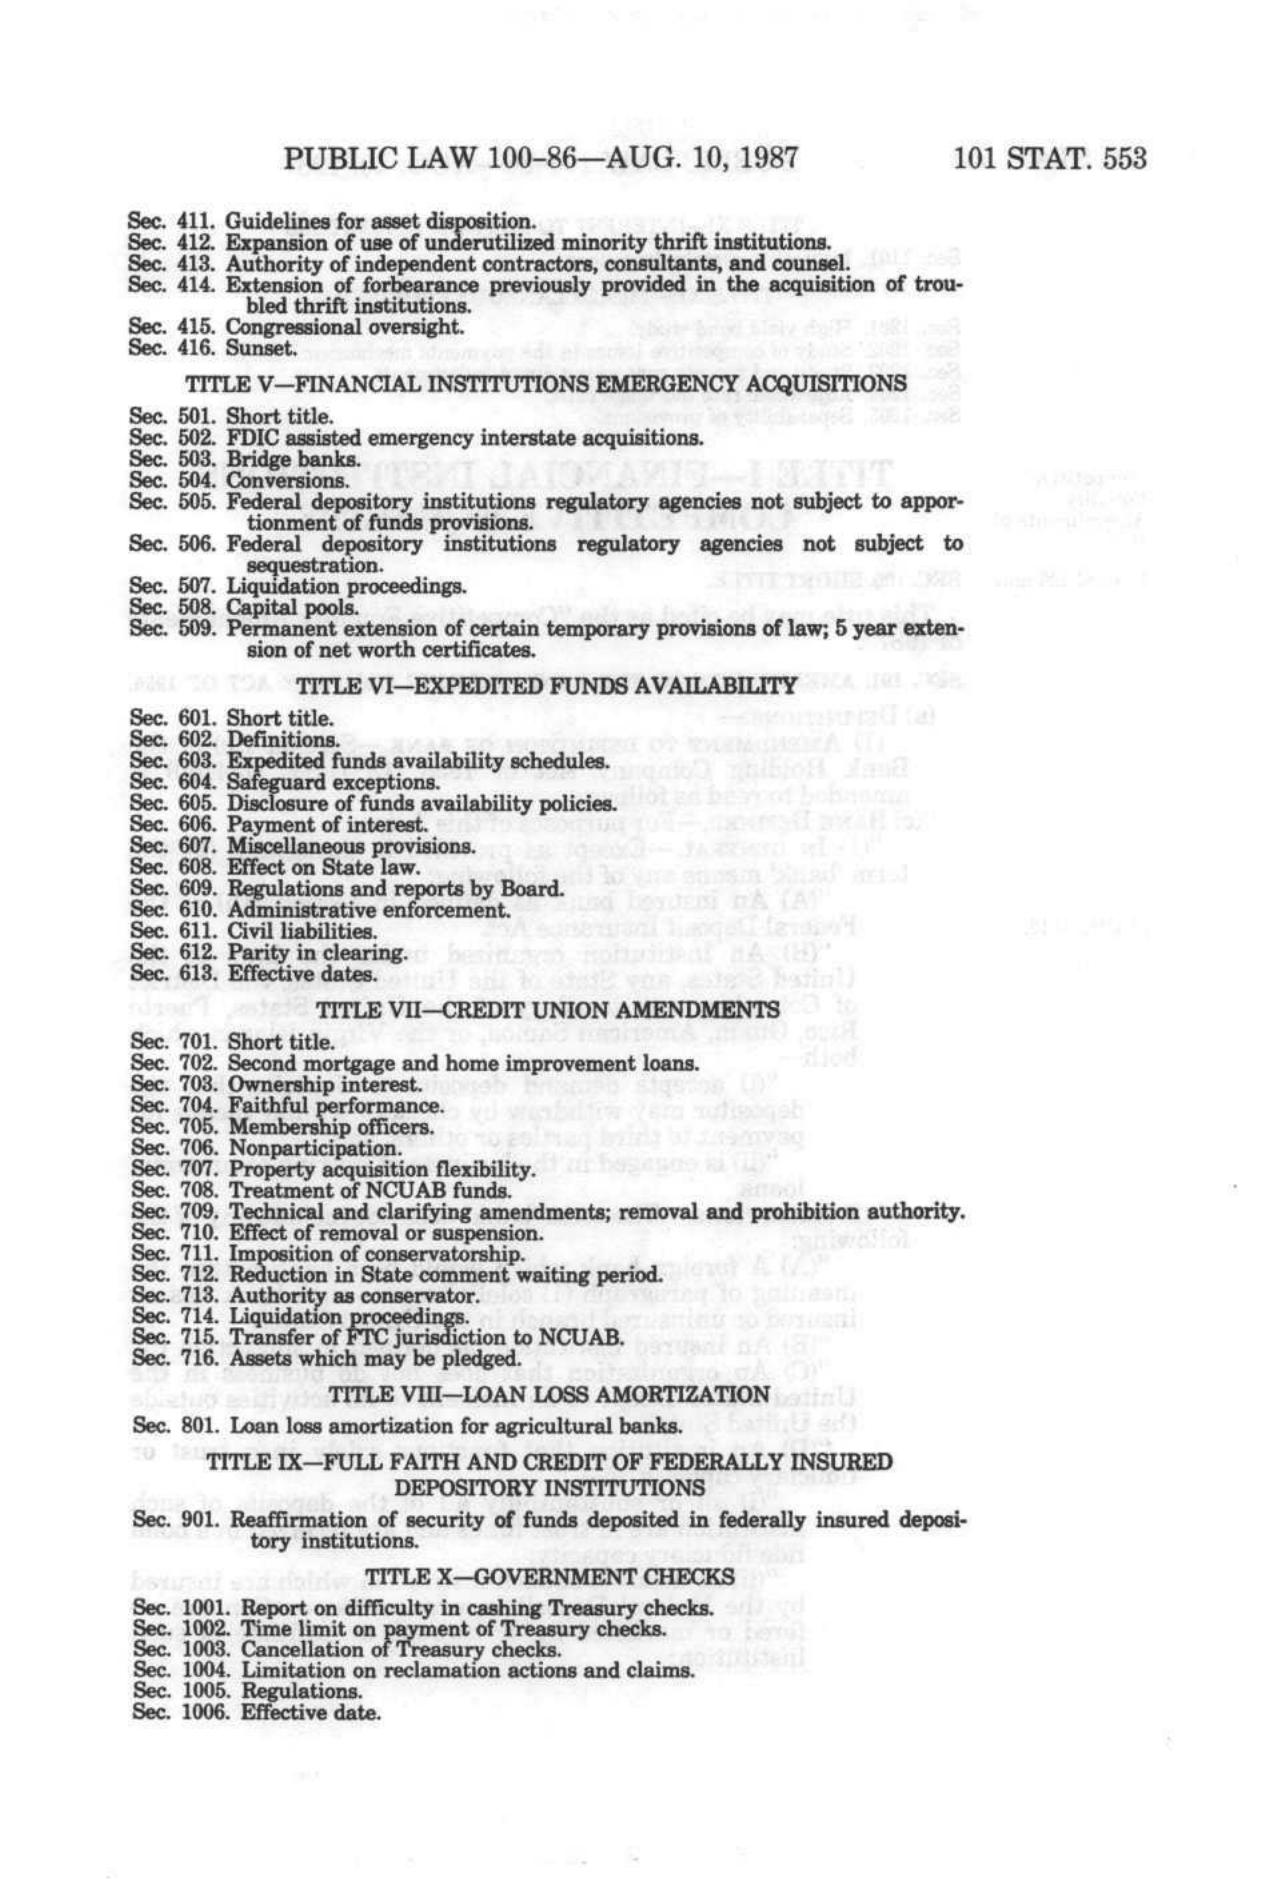 PUBLIC LAW 100-86—AUG. 10, 1987 101 STAT. 553
Sec. 411. Guidelines for asset disposition.
Sec. 412. Expansion of use of underutilized minority thrift institutions.
Sec. 413. Authority of independent contractors, consultants, and counsel.
Sec. 414. Extension of forbearance previously provided in the acquisition of trou-
bled thrift institutions.
Sec. 415. Congressional oversight.
Sec. 416. Sunset.
TITLE V—FINANCIAL INSTITUTIONS EMERGENCY ACQUISITIONS
Sec. 501. Short title.
Sec. 502. FDIC assisted emergency interstate acquisitions.
Sec. 503. Bridge banks.
Sec. 504. Conversions.
Sec. 505. Federal depository institutions regulatory agencies not subject to appor-
tionment of funds provisions.
Sec. 506. Federal depository institutions regulatory agencies not subject to
sequestration.
Sec. 507. Liquidation proceedings.
Sec. 508. Capital pools.
Sec. 509. Permanent extension of certain temporary provisions of law; 5 year exten-
sion of net worth certificates.
TITLE VI—EXPEDITED FUNDS AVAILABILITY
Sec. 601. Short title.
Sec. 602. Definitions.
Sec. 603. Expedited funds availability schedules.
Sec. 604. Safeguard exceptions.
Sec. 605. Disclosure of funds availability policies.
Sec. 606. Payment of interest.
Sec. 607. Miscellaneous provisions.
Sec. 608. Effect on State law.
Sec. 609. Regulations and reports by Board.
Sec. 610. Administrative enforcement.
Sec. 611. Civil liabilities.
Sec. 612. Parity in clearing.
Sec. 613. Effective dates.
TITLE VII—CREDIT UNION AMENDMENTS
Sec. 701. Short title.
Sec. 702. Second mortgage and home improvement loans.
Sec. 703. Ownership interest.
Sec. 704. Faithful performance.
Sec. 705. Membership officers.
Sec. 706. Nonparticipation.
Sec. 707. Property acquisition flexibility.
Sec. 708. Treatment of NCUAB funds.
Sec. 709. Technical and clarifying amendments; removal and prohibition authority.
Sec. 710. Effect of removal or suspension.
Sec. 711. Imposition of conservatorship.
Sec. 712. Reduction in State comment waiting period.
Sec. 713. Authority as conservator.
Sec. 714. Liquidation proceedings.
Sec. 715. Transfer of FTC jurisdiction to NCUAB.
Sec. 716. Assets which may be pledged.
TITLE VIII—LOAN LOSS AMORTIZATION
Sec. 801. Loan loss amortization for agricultural banks.
TITLE IX—FULL FAITH AND CREDIT OF FEDERALLY INSURED
DEPOSITORY INSTITUTIONS
Sec. 901. Reaffirmation of security of funds deposited in federally insured deposi-
tory institutions.
TITLE X—GOVERNMENT CHECKS
Sec. 1001. Report on difficulty in cashing Treasury checks.
Sec. 1002. Time limit on payment of Treasury checks.
Sec. 1003. Cancellation of Treasury checks.
Sec. 1004. Limitation on reclamation actions and claims.
Sec. 1005. Regulations.
Sec. 1006. Effective date.